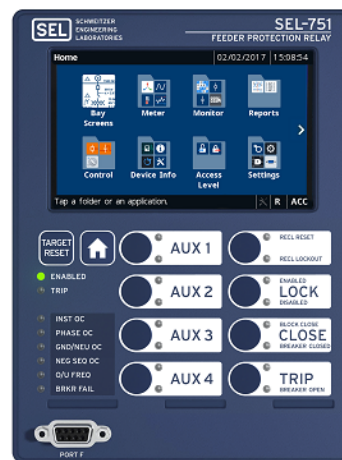 SEL SCHWEITZER ENGINEERING LABORATORIES
SEL-751
FEEDER PROTECTION RELAY
Home 02/02/2017 15:08:54
Bay Screens
Meter
Monitor
Reports
Control
Device Info
Access Level
Settings
Tap a folder or an application.
R ACC
TARGET RESET
ENABLED
TRIP
INST OC
PHASE OC
GND/NEU OC
NEG SEQ OC
O/U FREQ
BRKR FAIL
AUX 1
AUX 2
AUX 3
AUX 4
RECL RESET
RECL LOCKOUT
ENABLED
LOCK
DISABLED
BLOCK CLOSE
CLOSE
BREAKER CLOSED
TRIP
BREAKER OPEN
PORT F